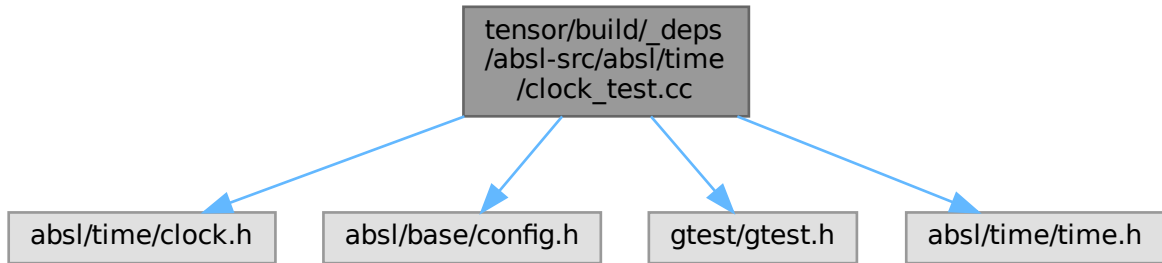 tensor/build/_deps
/absl-src/absl/time
/clock_test.cc
absl/time/clock.h
absl/base/config.h
gtest/gtest.h
absl/time/time.h